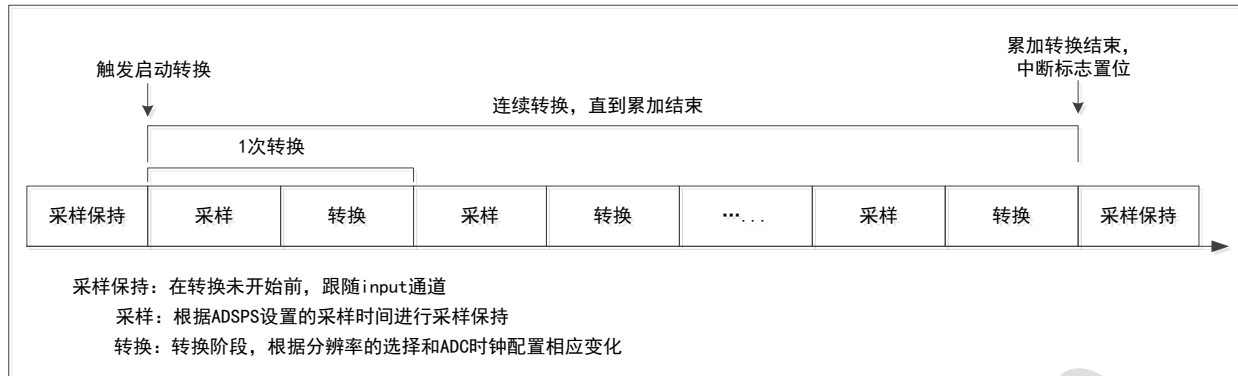 触发启动转换
累加转换结束，
中断标志置位
连续转换，直到累加结束
1次转换
采样保持 采样 转换 采样 转换 …... 采样 转换 采样保持
采样保持：在转换未开始前，跟随input通道
采样：根据ADSPS设置的采样时间进行采样保持
转换：转换阶段，根据分辨率的选择和ADC时钟配置相应变化